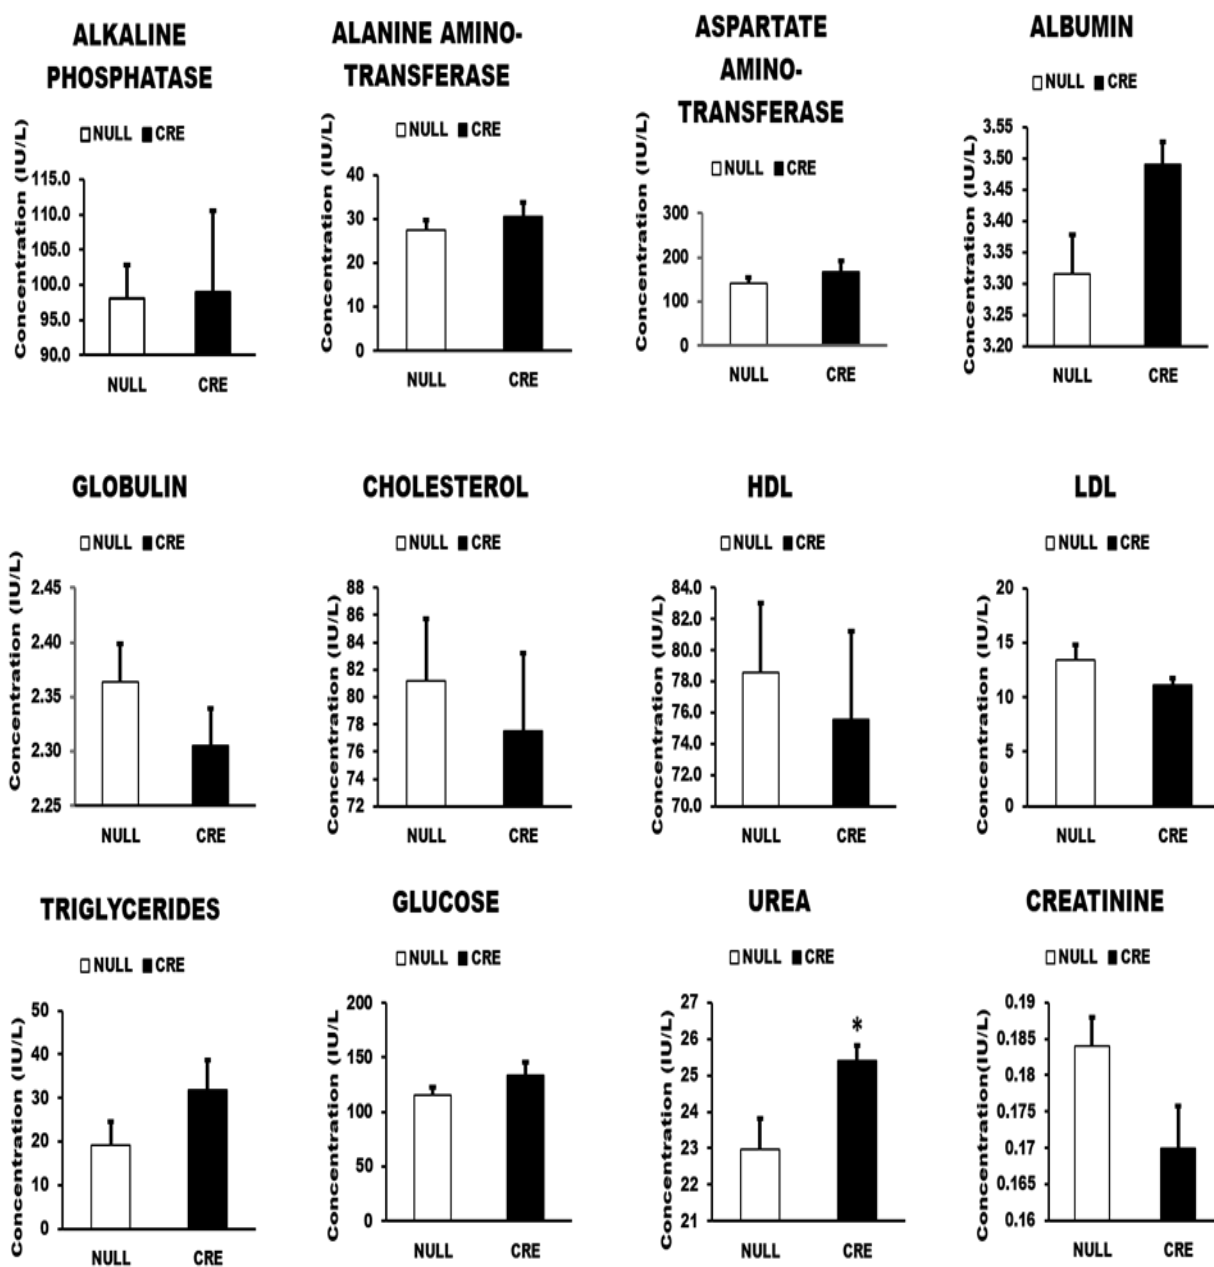 ALKALINE
PHOSPHATASE
NULL CRE
Concentration (IU/L)
115.0
110.0
105.0
100.0
95.0
90.0
NULL CRE
ALANINE AMINO-
TRANSFERASE
NULL CRE
Concentration (IU/L)
40
30
20
10
0
NULL CRE
ASPARTATE
AMINO-
TRANSFERASE
NULL CRE
Concentration (IU/L)
300
200
100
0
NULL CRE
ALBUMIN
NULL CRE
Concentration (IU/L)
3.55
3.50
3.45
3.40
3.35
3.30
3.25
3.20
NULL CRE
GLOBULIN
NULL CRE
Concentration (IU/L)
2.45
2.40
2.35
2.30
2.25
NULL CRE
CHOLESTEROL
NULL CRE
Concentration (IU/L)
88
86
84
82
80
78
76
74
72
NULL CRE
HDL
NULL CRE
Concentration (IU/L)
84.0
82.0
80.0
78.0
76.0
74.0
72.0
70.0
NULL CRE
LDL
NULL CRE
Concentration (IU/L)
20
15
10
5
0
NULL CRE
TRIGLYCERIDES
NULL CRE
Concentration (IU/L)
50
40
30
20
10
0
NULL CRE
GLUCOSE
NULL CRE
Concentration (IU/L
200
150
100
50
0
NULL CRE
UREA
NULL CRE
Concentration (IU/L)
27
26
25
24
23
22
21
*
NULL CRE
CREATININE
NULL CRE
Concentration(IU/L)
0.19
0.185
0.18
0.175
0.17
0.165
0.16
NULL CRE